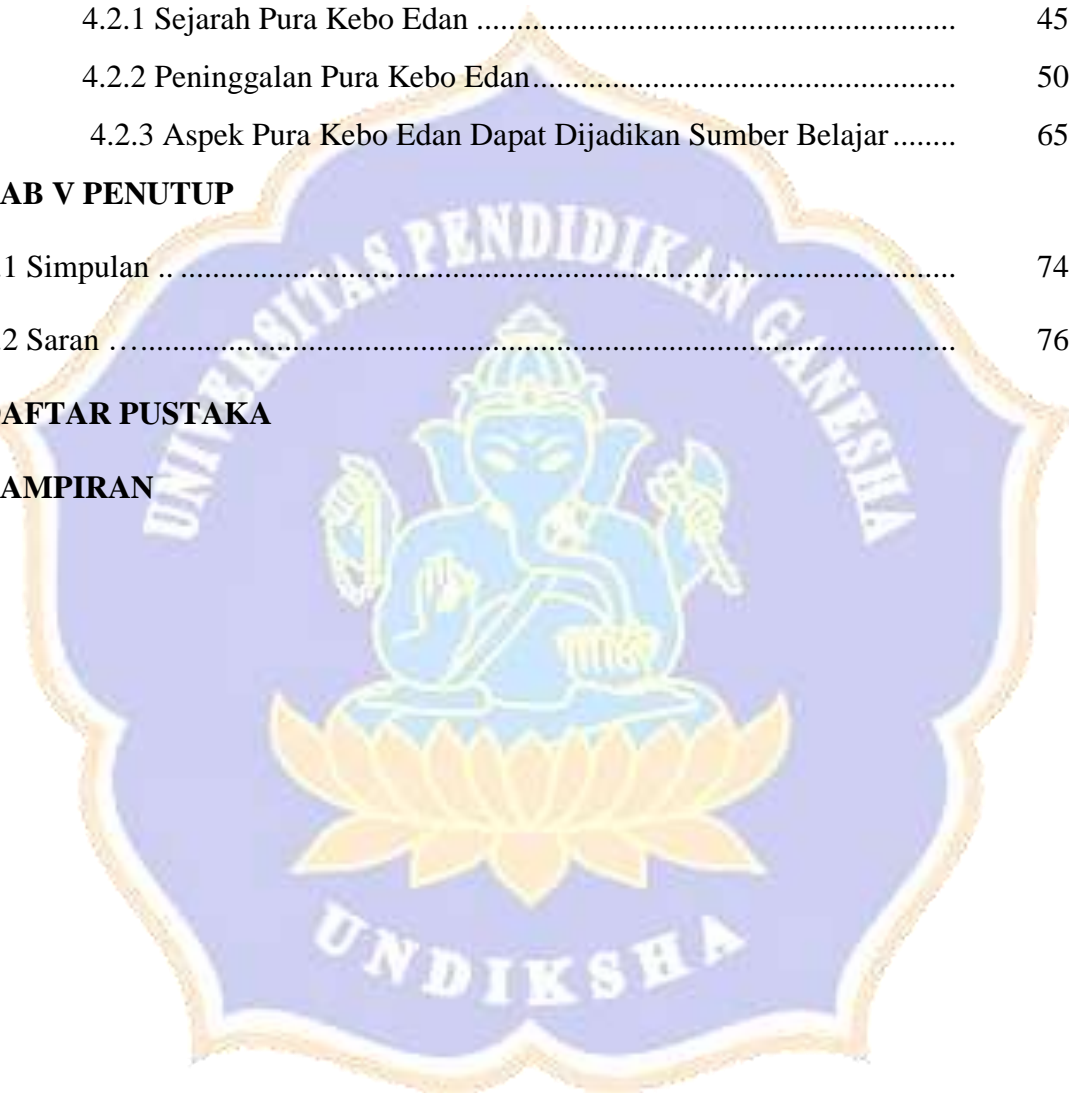 4.2.1 Sejarah Pura Kebo Edan ............................................................... 45
4.2.2 Peninggalan Pura Kebo Edan........................................................ 50
4.2.3 Aspek Pura Kebo Edan Dapat Dijadikan Sumber Belajar ........ 65
AB V PENUTUP
1 Simpulan .. ....................................................................................................... 74
2 Saran …............................................................................................................ 76
AFTAR PUSTAKA
AMPIRAN
UNIVERSITAS PENDIDIKAN GANESHA
UNDIKSHA